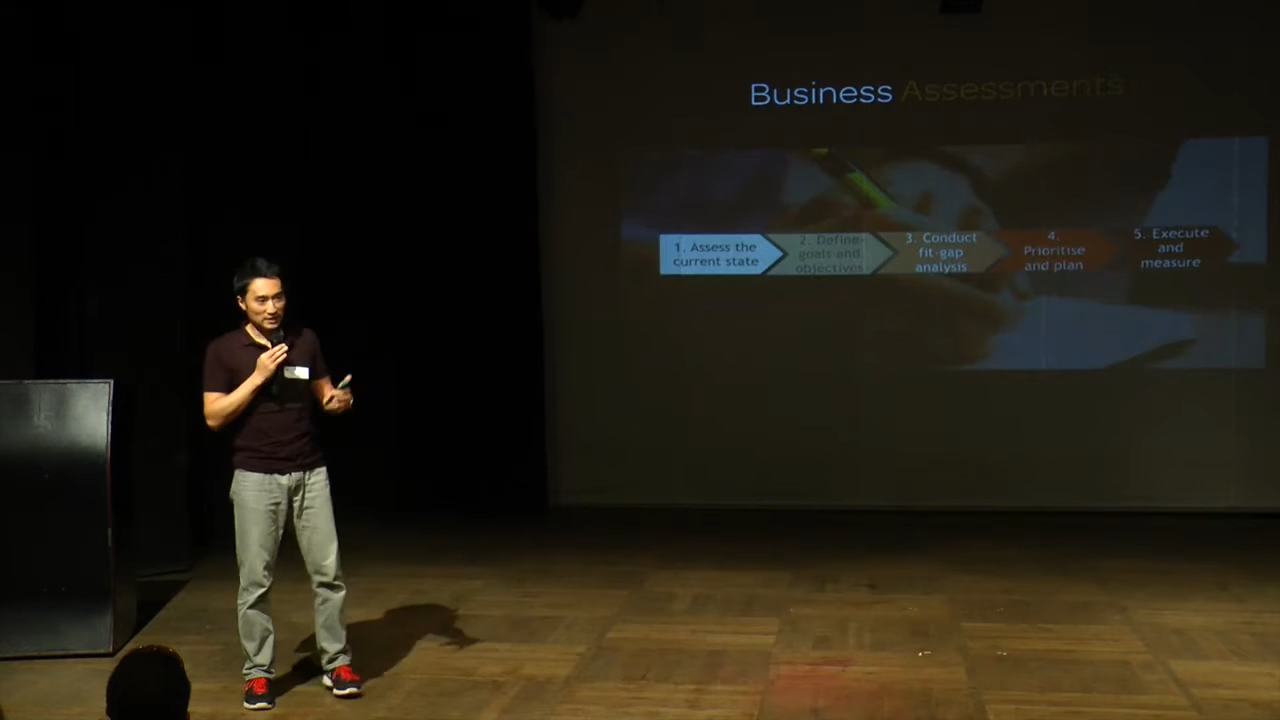 Business Assessments
1. Assess the
current state
2. Define
goals and
objectives
3. Conduct
fit-gap
analysis
4.
Prioritise
and plan
5. Execute
and
measure